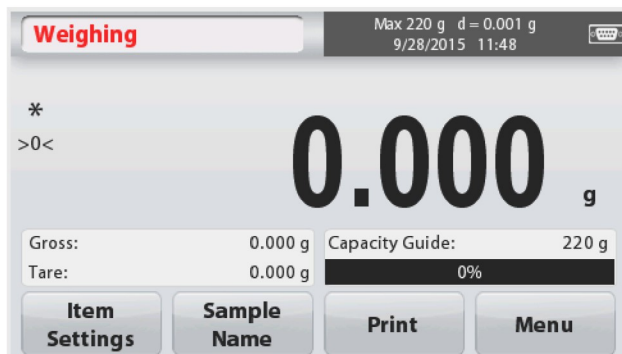 Weighing
Max 220 g d = 0.001 g
9/28/2015 11:48
*
>0<
0.000 g
Gross: 0.000 g
Tare: 0.000 g
Capacity Guide: 220 g
0%
Item Settings
Sample Name
Print
Menu